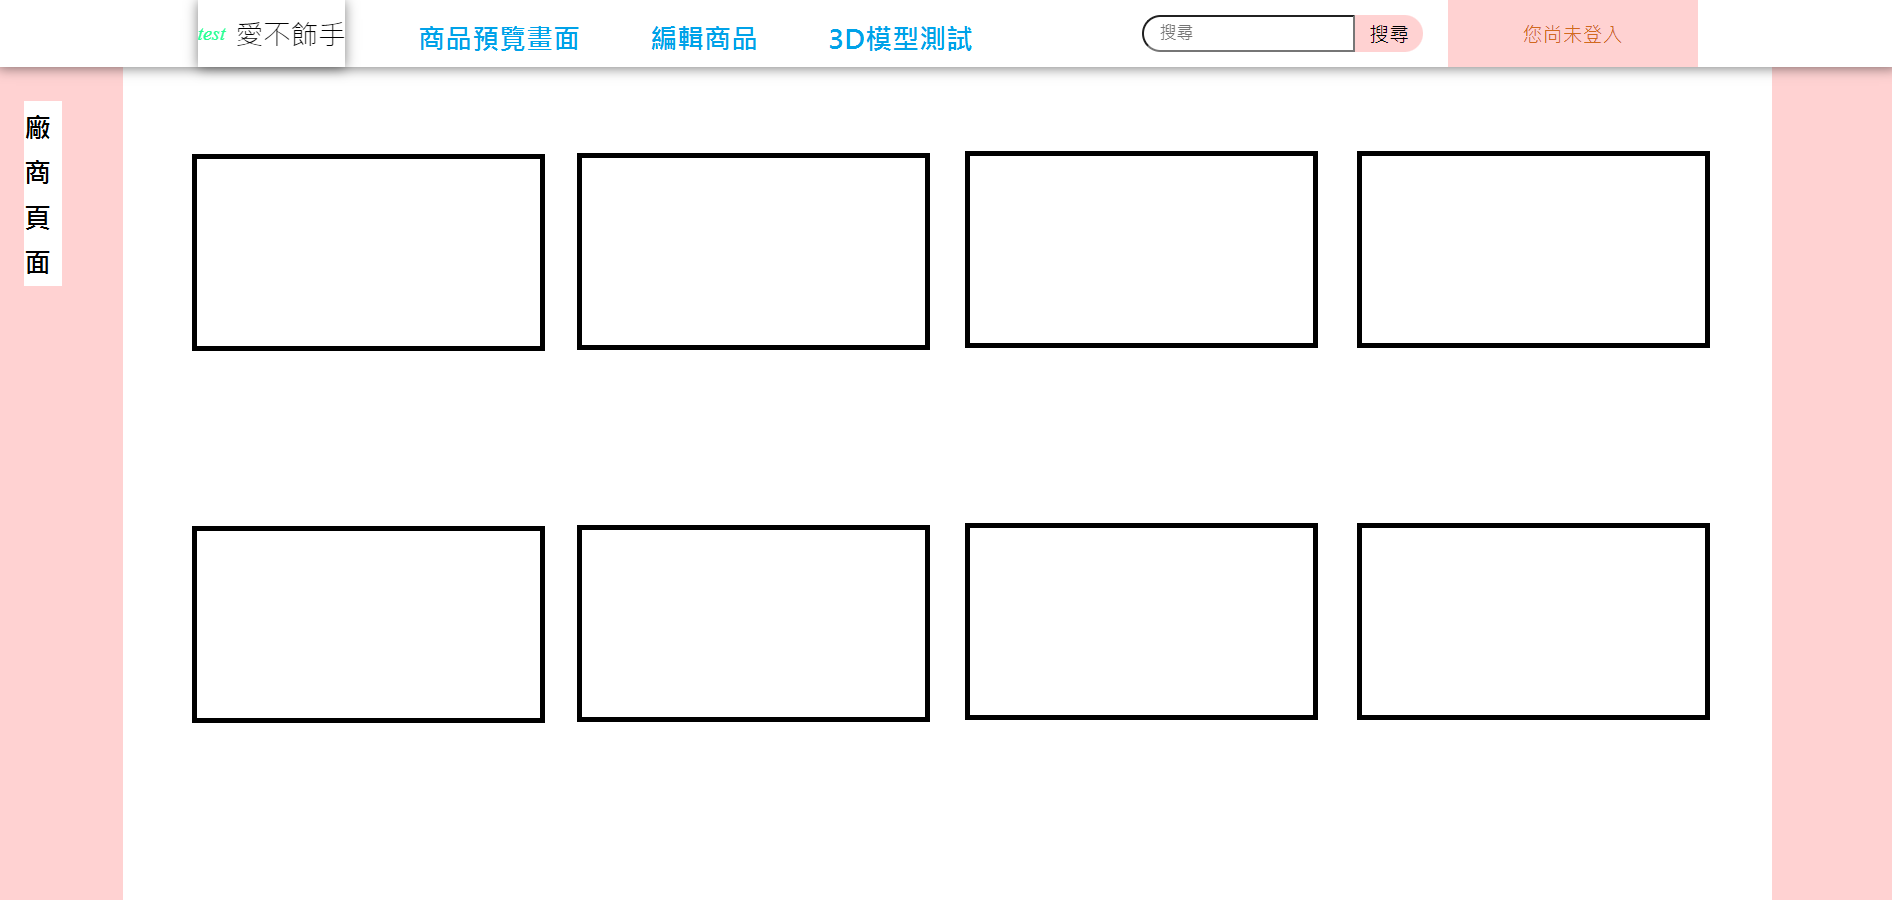 test 愛不飾手
商品預覽畫面
編輯商品
3D模型測試
搜尋
搜尋
您尚未登入
廠
商
頁
面